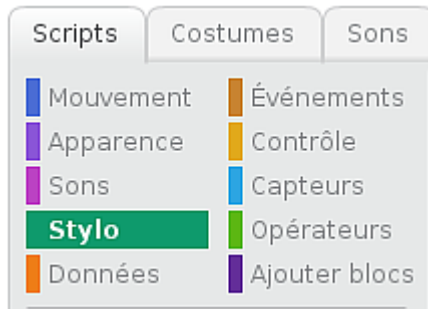 Scripts Costumes Sons
Mouvement Événements
Apparence Contrôle
Sons Capteurs
Stylo Opérateurs
Données Ajouter blocs